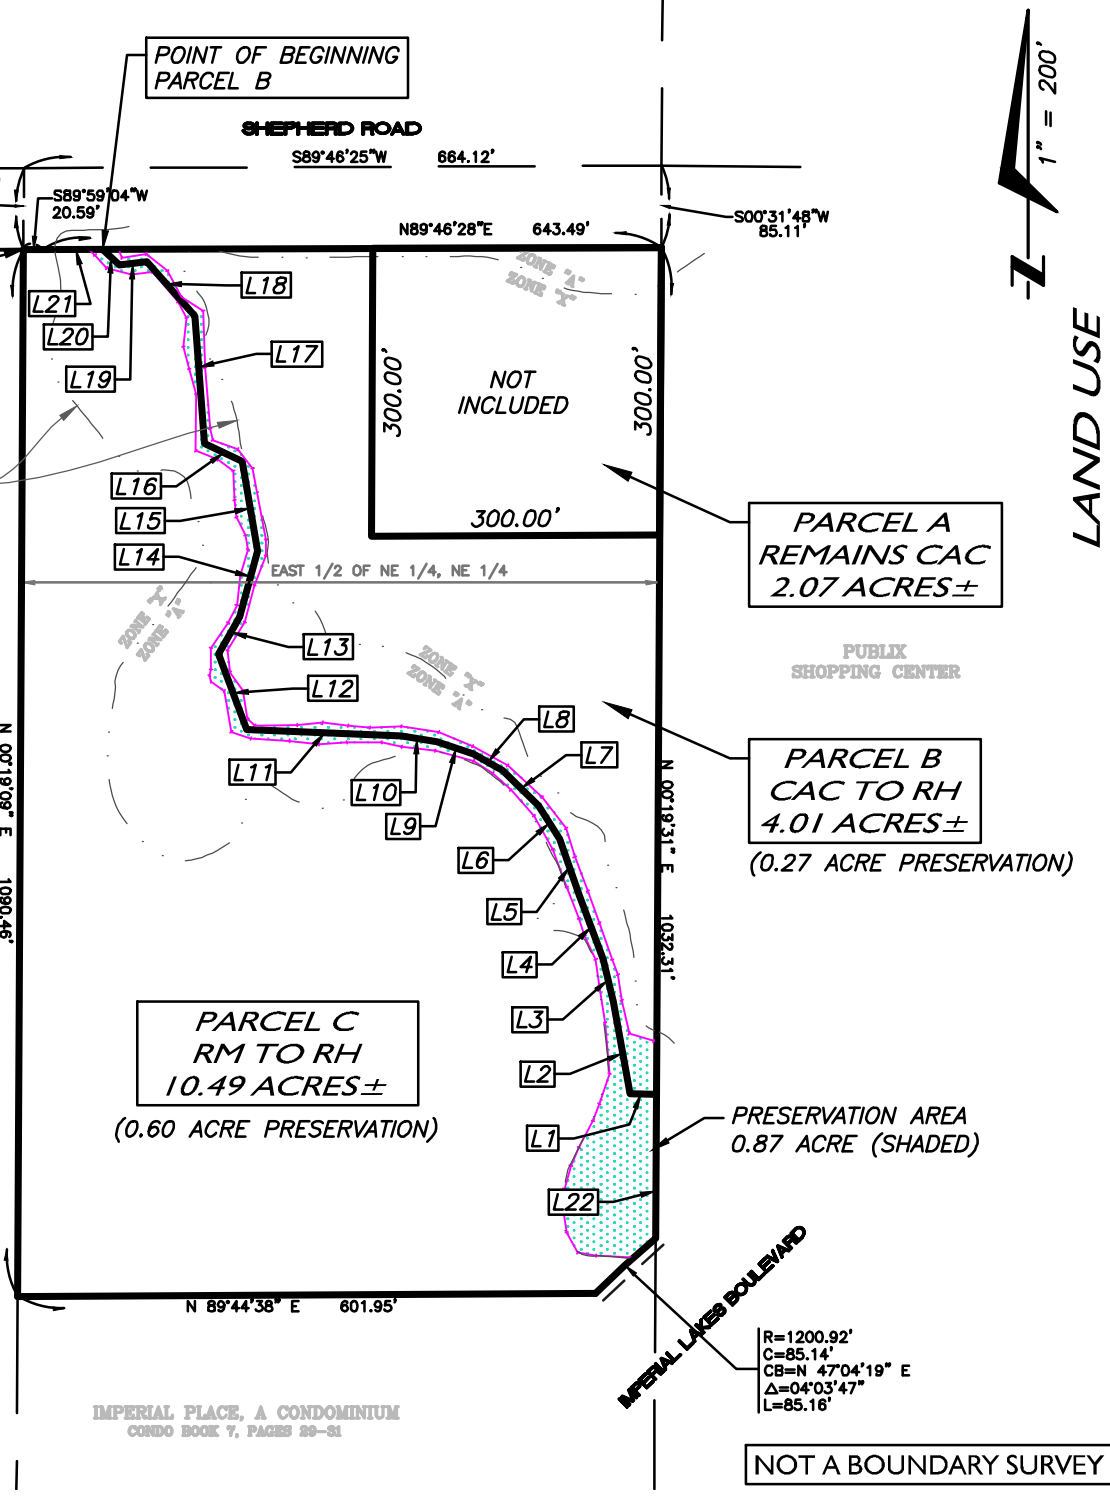 POINT OF BEGINNING
PARCEL B
SHEPHERD ROAD
S89°46'25"W 664.12'
1" = 200'
S89°59'04"W
20.59'
N89°46'28"E 643.49'
S00°31'48"W
85.11'
N
LAND USE
ZONE "A"
ZONE "X"
L21
L20
L19
L18
L17
L16
L15
L14
300.00'
NOT
INCLUDED
300.00'
300.00'
PARCEL A
REMAINS CAC
2.07 ACRES±
EAST 1/2 OF NE 1/4, NE 1/4
ZONE "X"
ZONE "A"
L13
L12
ZONE "X"
ZONE "A"
PUBLIX
SHOPPING CENTER
L11
L10
L9
L8
L7
L6
L5
L4
L3
L2
L1
L22
PARCEL B
CAC TO RH
4.01 ACRES±
(0.27 ACRE PRESERVATION)
N 00°19'09" E 1090.46'
N 00°19'31" E 1032.31'
PARCEL C
RM TO RH
10.49 ACRES±
(0.60 ACRE PRESERVATION)
PRESERVATION AREA
0.87 ACRE (SHADED)
N 89°44'38" E 601.95'
IMPERIAL LAKES BOULEVARD
R=1200.92'
C=85.14'
CB=N 47°04'19" E
Δ=04°03'47"
L=85.16'
IMPERIAL PLACE, A CONDOMINIUM
CONDO BOOK 7, PAGES 29-31
NOT A BOUNDARY SURVEY